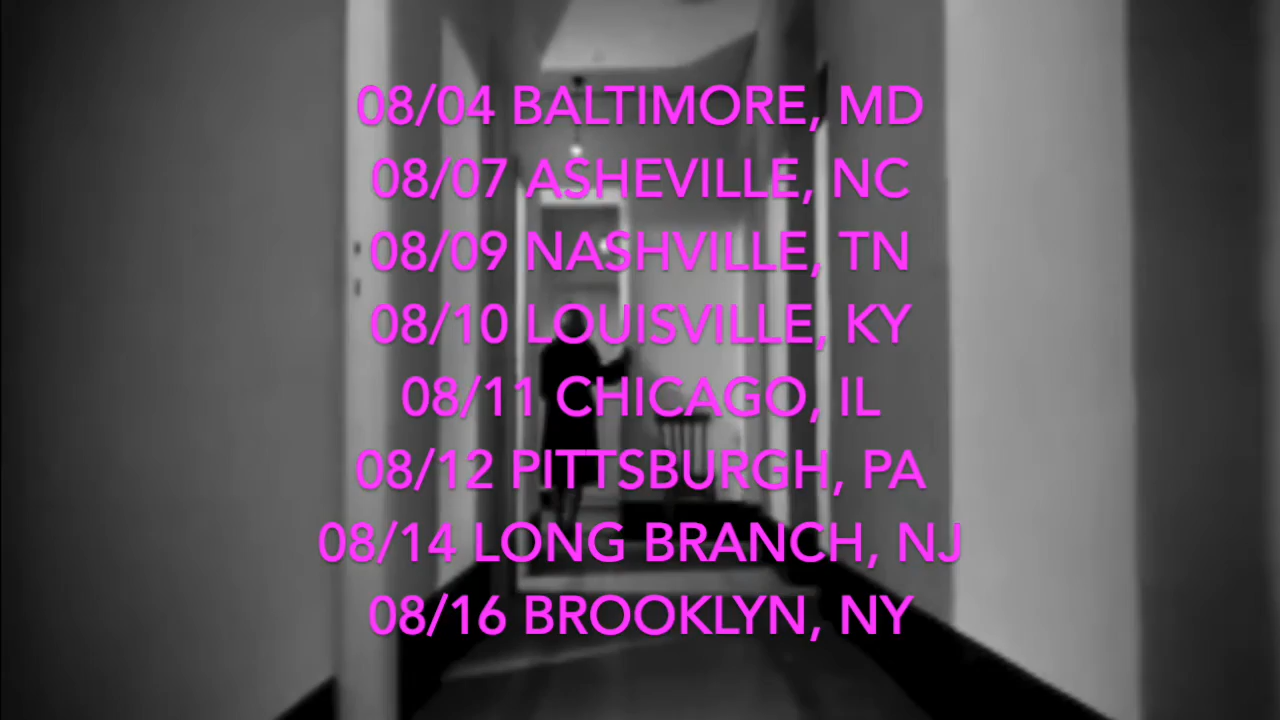 08/04 BALTIMORE, MD
08/07 ASHEVILLE, NC
08/09 NASHVILLE, TN
08/10 LOUISVILLE, KY
08/11 CHICAGO, IL
08/12 PITTSBURGH, PA
08/14 LONG BRANCH, NJ
08/16 BROOKLYN, NY